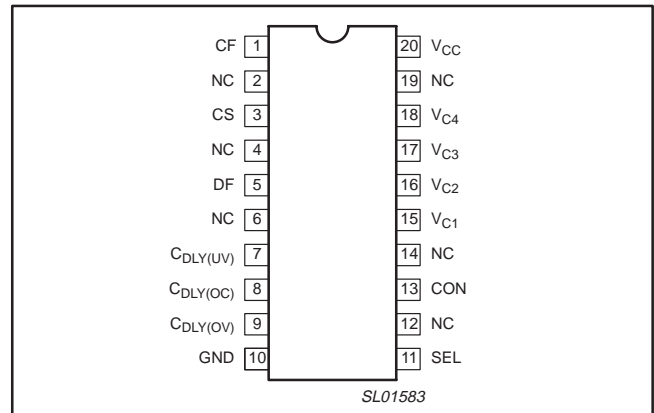 CF 1 20 VCC
NC 2 19 NC
CS 3 18 VC4
NC 4 17 VC3
DF 5 16 VC2
NC 6 15 VC1
CDLY(UV) 7 14 NC
CDLY(OC) 8 13 CON
CDLY(OV) 9 12 NC
GND 10 11 SEL
SL01583